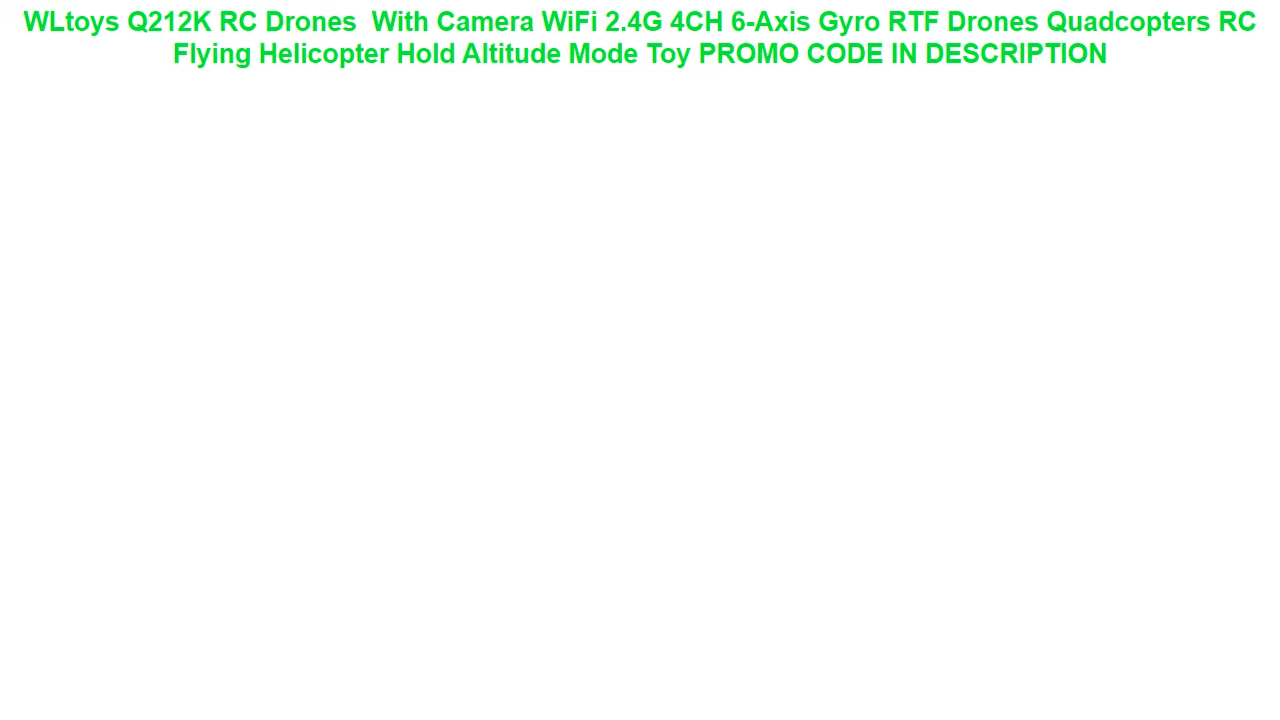 WLtoys Q212K RC Drones  With Camera WiFi 2.4G 4CH 6-Axis Gyro RTF Drones Quadcopters RC
Flying Helicopter Hold Altitude Mode Toy PROMO CODE IN DESCRIPTION